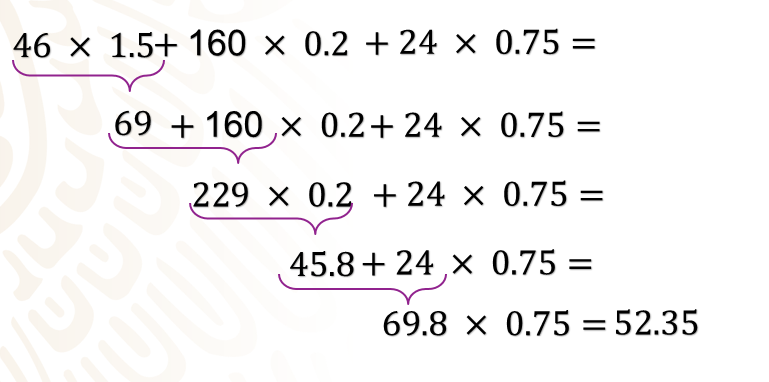 46 × 1.5+ 160 × 0.2 + 24 × 0.75 =
69 + 160 × 0.2+ 24 × 0.75 =
229 × 0.2 + 24 × 0.75 =
45.8 + 24 × 0.75 =
69.8 × 0.75 = 52.35